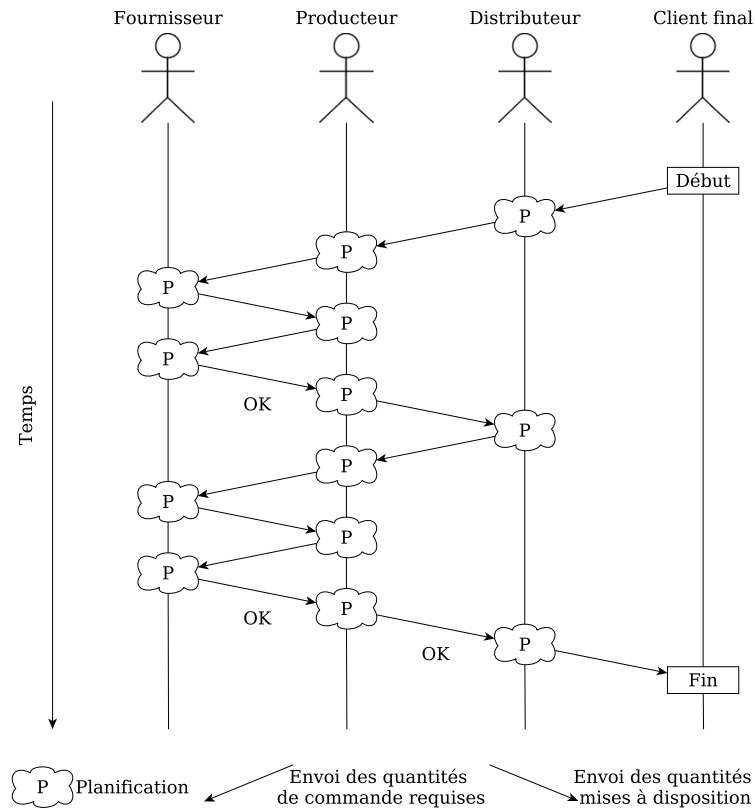 Fournisseur
Producteur
Distributeur
Client final
Début
P
P
P
P
P
OK
P
P
Temps
P
P
P
P
OK
P
OK
P
Fin
P
Planification
Envoi des quantités
de commande requises
Envoi des quantités
mises à disposition